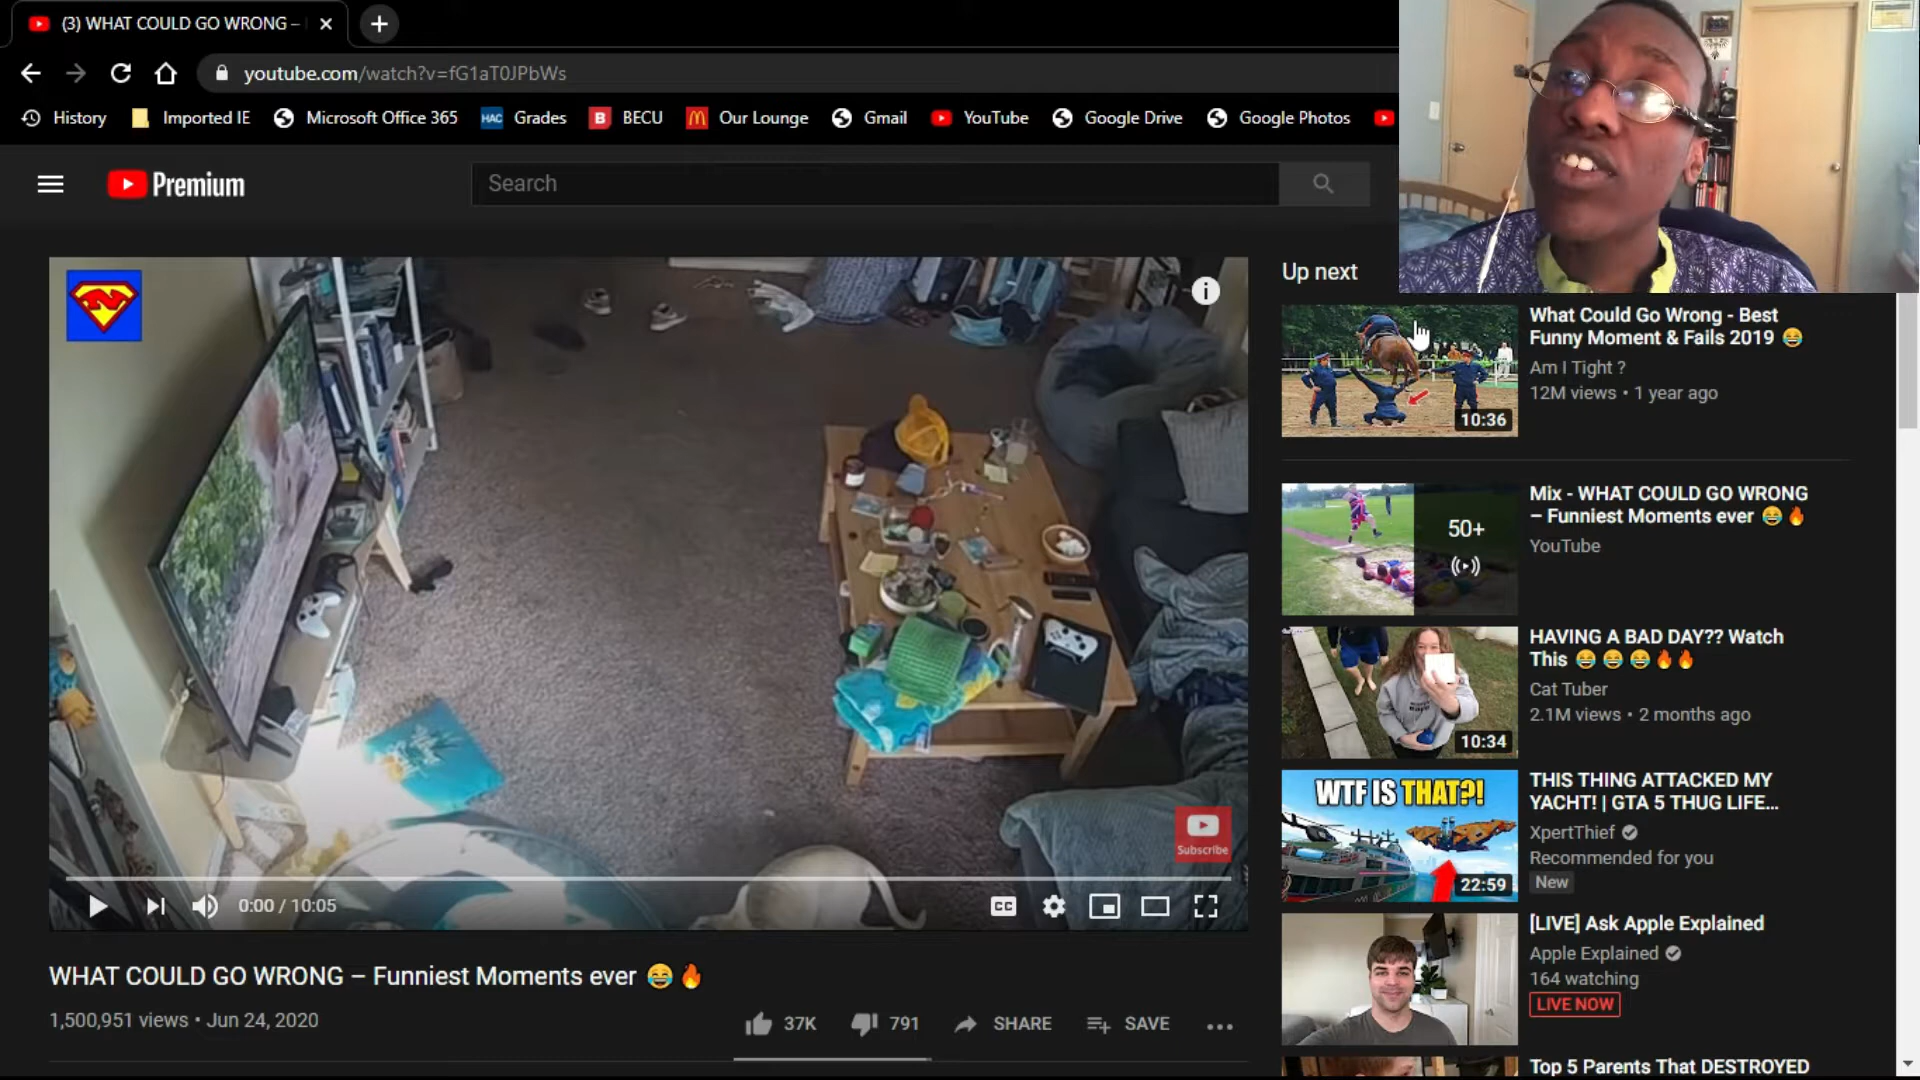 (3) WHAT COULD GO WRONG –
youtube.com/watch?v=fG1aT0JPbWs
History Imported IE Microsoft Office 365 HAC Grades B BECU Our Lounge Gmail YouTube Google Drive Google Photos
Premium
Search
N
i
Subscribe
0:00 / 10:05
CC
WHAT COULD GO WRONG – Funniest Moments ever 😂🔥
1,500,951 views • Jun 24, 2020
37K 791 SHARE SAVE
Up next
10:36
What Could Go Wrong - Best
Funny Moment & Fails 2019 😂
Am I Tight ?
12M views • 1 year ago
50+
Mix - WHAT COULD GO WRONG
– Funniest Moments ever 😂🔥
YouTube
10:34
HAVING A BAD DAY?? Watch
This 😂😂😂🔥🔥
Cat Tuber
2.1M views • 2 months ago
WTF IS THAT?!
22:59
THIS THING ATTACKED MY
YACHT! | GTA 5 THUG LIFE...
XpertThief
Recommended for you
New
[LIVE] Ask Apple Explained
Apple Explained
164 watching
LIVE NOW
Top 5 Parents That DESTROYED